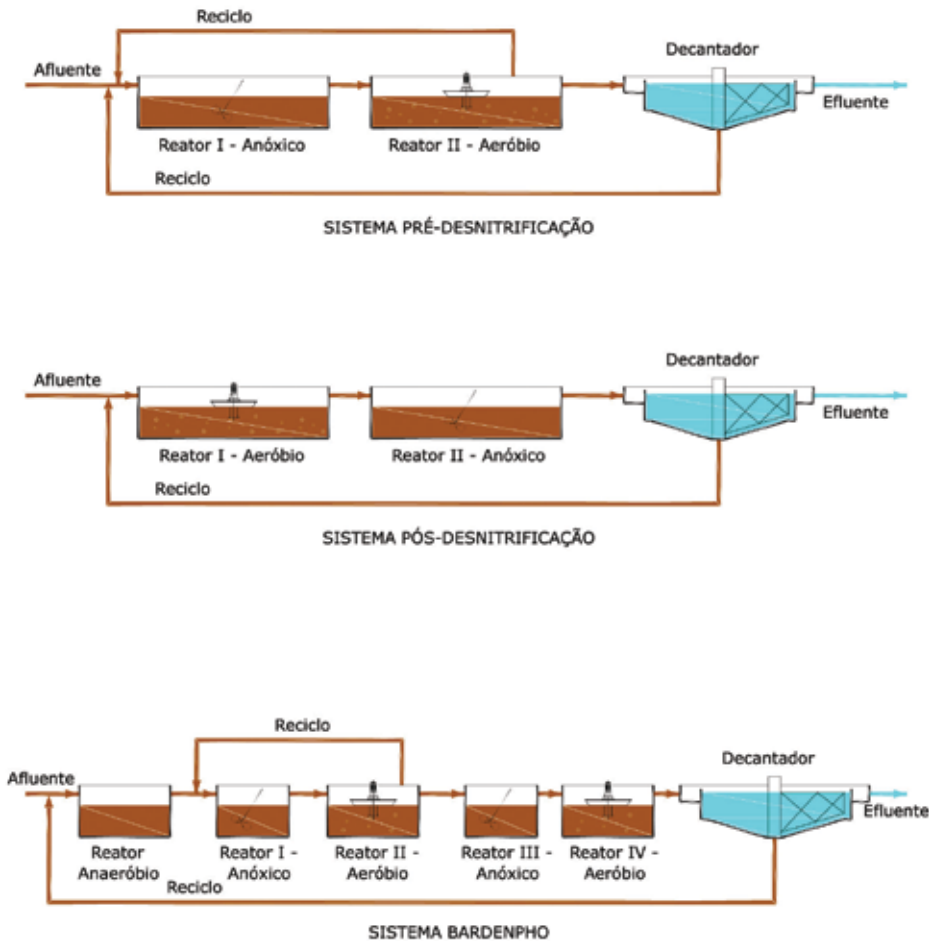 Reciclo
Decantador
Afluente
Efluente
Reator I - Anóxico
Reator II - Aeróbio
Reciclo
SISTEMA PRÉ-DESNITRIFICAÇÃO
Decantador
Afluente
Efluente
Reator I - Aeróbio
Reator II - Anóxico
Reciclo
SISTEMA PÓS-DESNITRIFICAÇÃO
Reciclo
Decantador
Afluente
Efluente
Reator
Anaeróbio
Reator I -
Anóxico
Reator II -
Aeróbio
Reator III -
Anóxico
Reator IV -
Aeróbio
Reciclo
SISTEMA BARDENPHO